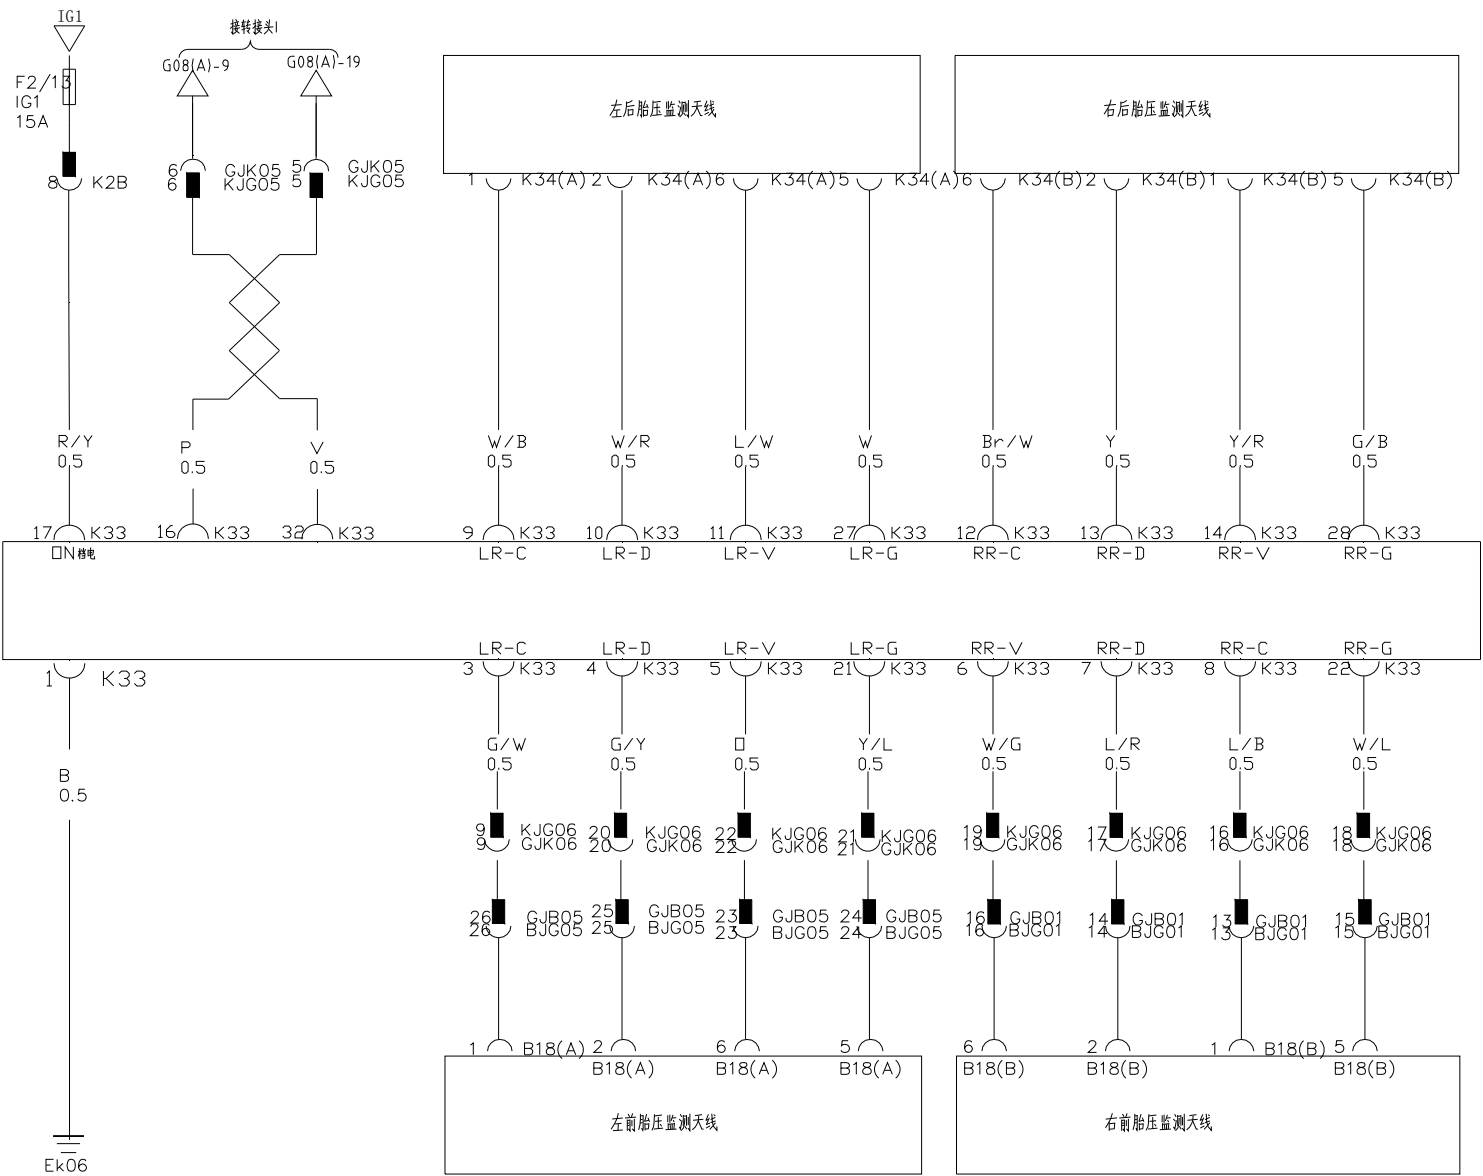 IG1
接转接头1
G08(A)-9 G08(A)-19
F2/13
IG1
15A
左后胎压监测天线 右后胎压监测天线
6 GJK05 5 GJK05
6 KJG05 5 KJG05
8 K2B
1 K34(A) 2 K34(A) 6 K34(A) 5 K34(A) 6 K34(B) 2 K34(B) 1 K34(B) 5 K34(B)
R/Y P V W/B W/R L/W W Br/W Y Y/R G/B
0.5 0.5 0.5 0.5 0.5 0.5 0.5 0.5 0.5 0.5 0.5
17 K33 16 K33 32 K33 9 K33 10 K33 11 K33 27 K33 12 K33 13 K33 14 K33 28 K33
ON档电 LR-C LR-D LR-V LR-G RR-C RR-D RR-V RR-G
LR-C LR-D LR-V LR-G RR-V RR-D RR-C RR-G
1 K33 3 K33 4 K33 5 K33 21 K33 6 K33 7 K33 8 K33 22 K33
G/W G/Y O Y/L W/G L/R L/B W/L
0.5 0.5 0.5 0.5 0.5 0.5 0.5 0.5
B
0.5
9 KJG06 20 KJG06 22 KJG06 21 KJG06 19 KJG06 17 KJG06 16 KJG06 18 KJG06
9 GJK06 20 GJK06 22 GJK06 21 GJK06 19 GJK06 17 GJK06 16 GJK06 18 GJK06
26 GJB05 25 GJB05 23 GJB05 24 GJB05 16 GJB01 14 GJB01 13 GJB01 15 GJB01
26 BJG05 25 BJG05 23 BJG05 24 BJG05 16 BJG01 14 BJG01 13 BJG01 15 BJG01
1 B18(A) 2 6 5 6 2 1 B18(B) 5
B18(A) B18(A) B18(A) B18(B) B18(B) B18(B)
左前胎压监测天线 右前胎压监测天线
Ek06